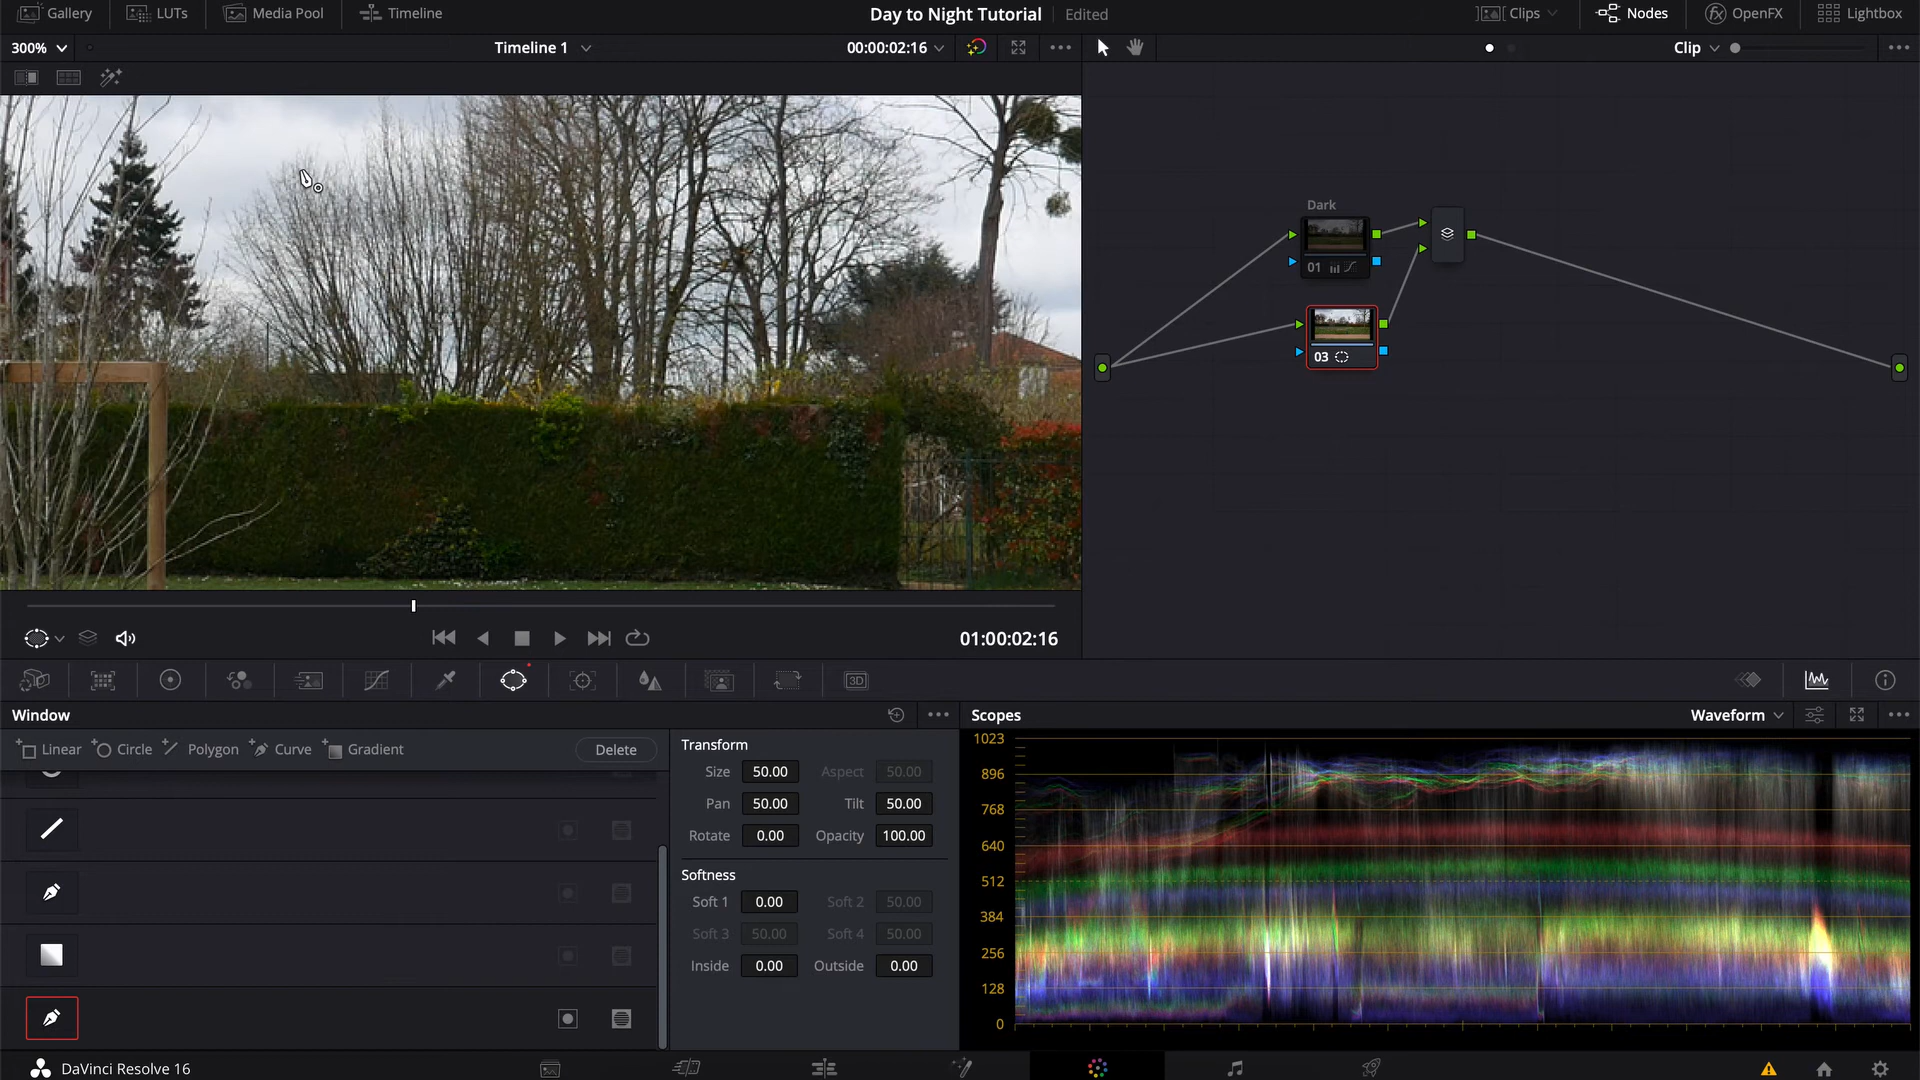 Gallery LUTs Media Pool Timeline Day to Night Tutorial Edited Clips Nodes OpenFX Lightbox
300% Timeline 1 00:00:02:16 Clip
Dark
01
03
01:00:02:16
3D
Window Scopes Waveform
Linear Circle Polygon Curve Gradient Delete
Transform
Size 50.00 Aspect 50.00
Pan 50.00 Tilt 50.00
Rotate 0.00 Opacity 100.00
Softness
Soft 1 0.00 Soft 2 50.00
Soft 3 50.00 Soft 4 50.00
Inside 0.00 Outside 0.00
1023
896
768
640
512
384
256
128
0
DaVinci Resolve 16